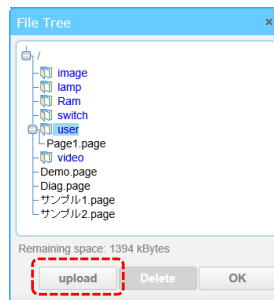 File Tree ×
/
image
lamp
Ram
switch
user
Page1.page
video
Demo.page
Diag.page
サンプル1.page
サンプル2.page
Remaining space: 1394 kBytes
upload Delete OK